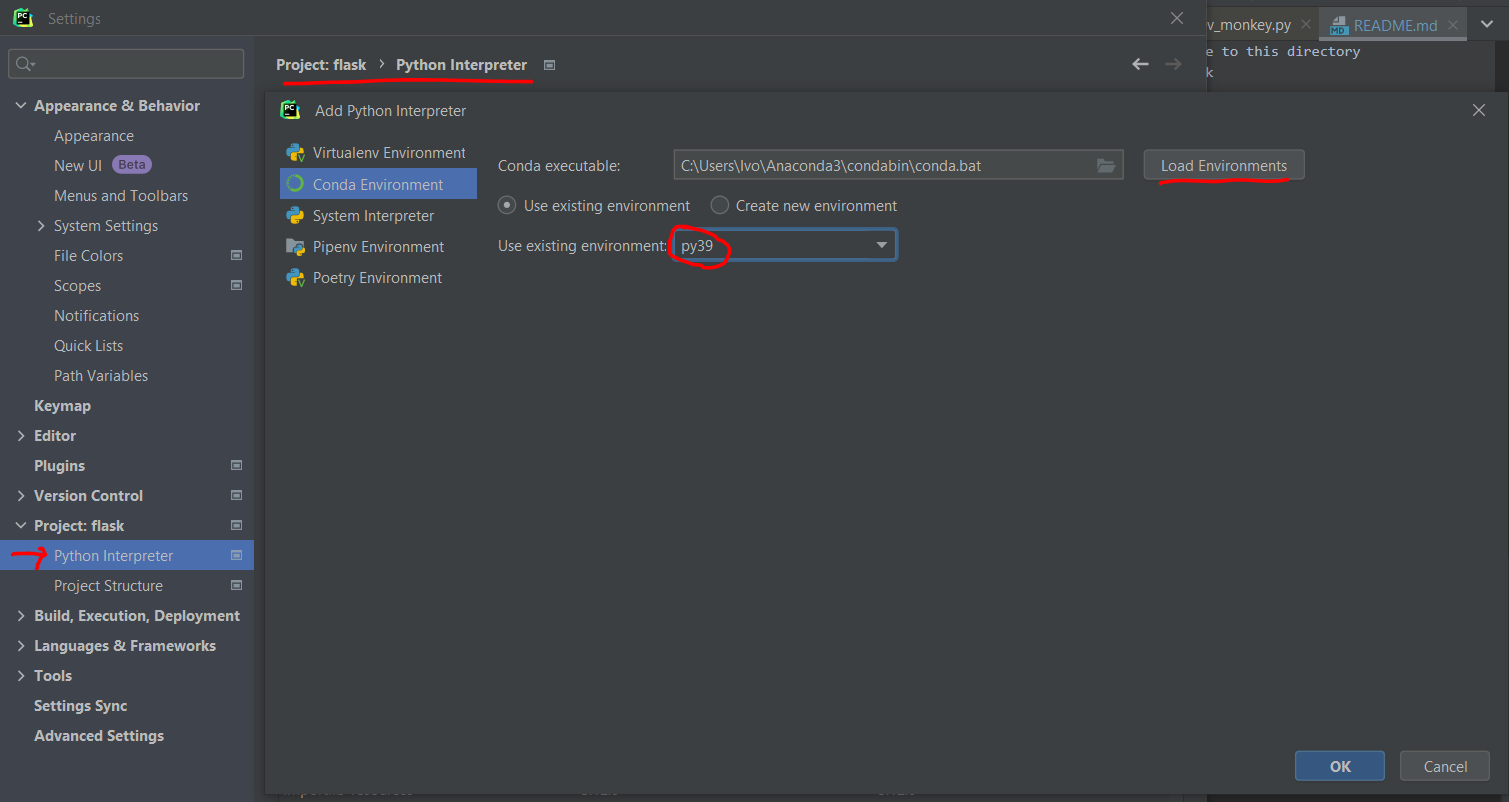 Settings
v_monkey.py
README.md
e to this directory
k
Project: flask › Python Interpreter
Appearance & Behavior
Appearance
New UI Beta
Menus and Toolbars
System Settings
File Colors
Scopes
Notifications
Quick Lists
Path Variables
Keymap
Editor
Plugins
Version Control
Project: flask
Python Interpreter
Project Structure
Build, Execution, Deployment
Languages & Frameworks
Tools
Settings Sync
Advanced Settings
Add Python Interpreter
Virtualenv Environment
Conda Environment
System Interpreter
Pipenv Environment
Poetry Environment
Conda executable: C:\Users\Ivo\Anaconda3\condabin\conda.bat Load Environments
Use existing environment Create new environment
Use existing environment: py39
OK Cancel